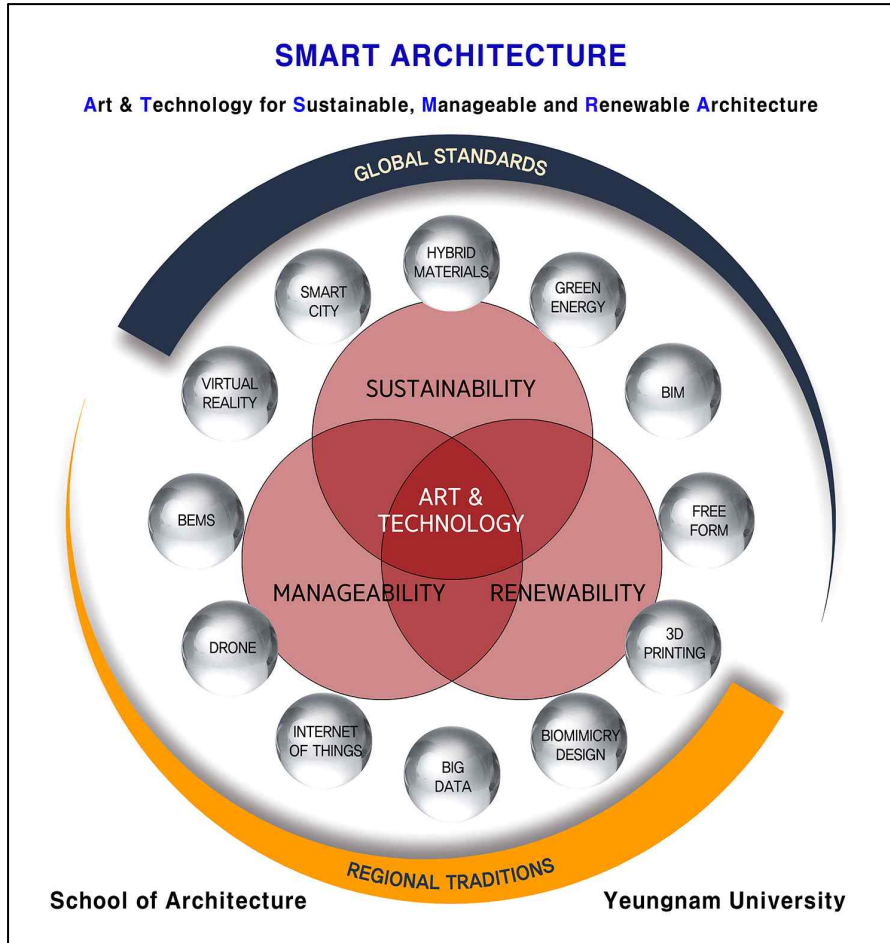 SMART ARCHITECTURE
Art & Technology for Sustainable, Manageable and Renewable Architecture
GLOBAL STANDARDS
HYBRID
MATERIALS
SMART
CITY
GREEN
ENERGY
VIRTUAL
REALITY
BIM
SUSTAINABILITY
BEMS
ART &
TECHNOLOGY
FREE
FORM
MANAGEABILITY
RENEWABILITY
DRONE
3D
PRINTING
INTERNET
OF THINGS
BIG
DATA
BIOMIMICRY
DESIGN
REGIONAL TRADITIONS
School of Architecture
Yeungnam University